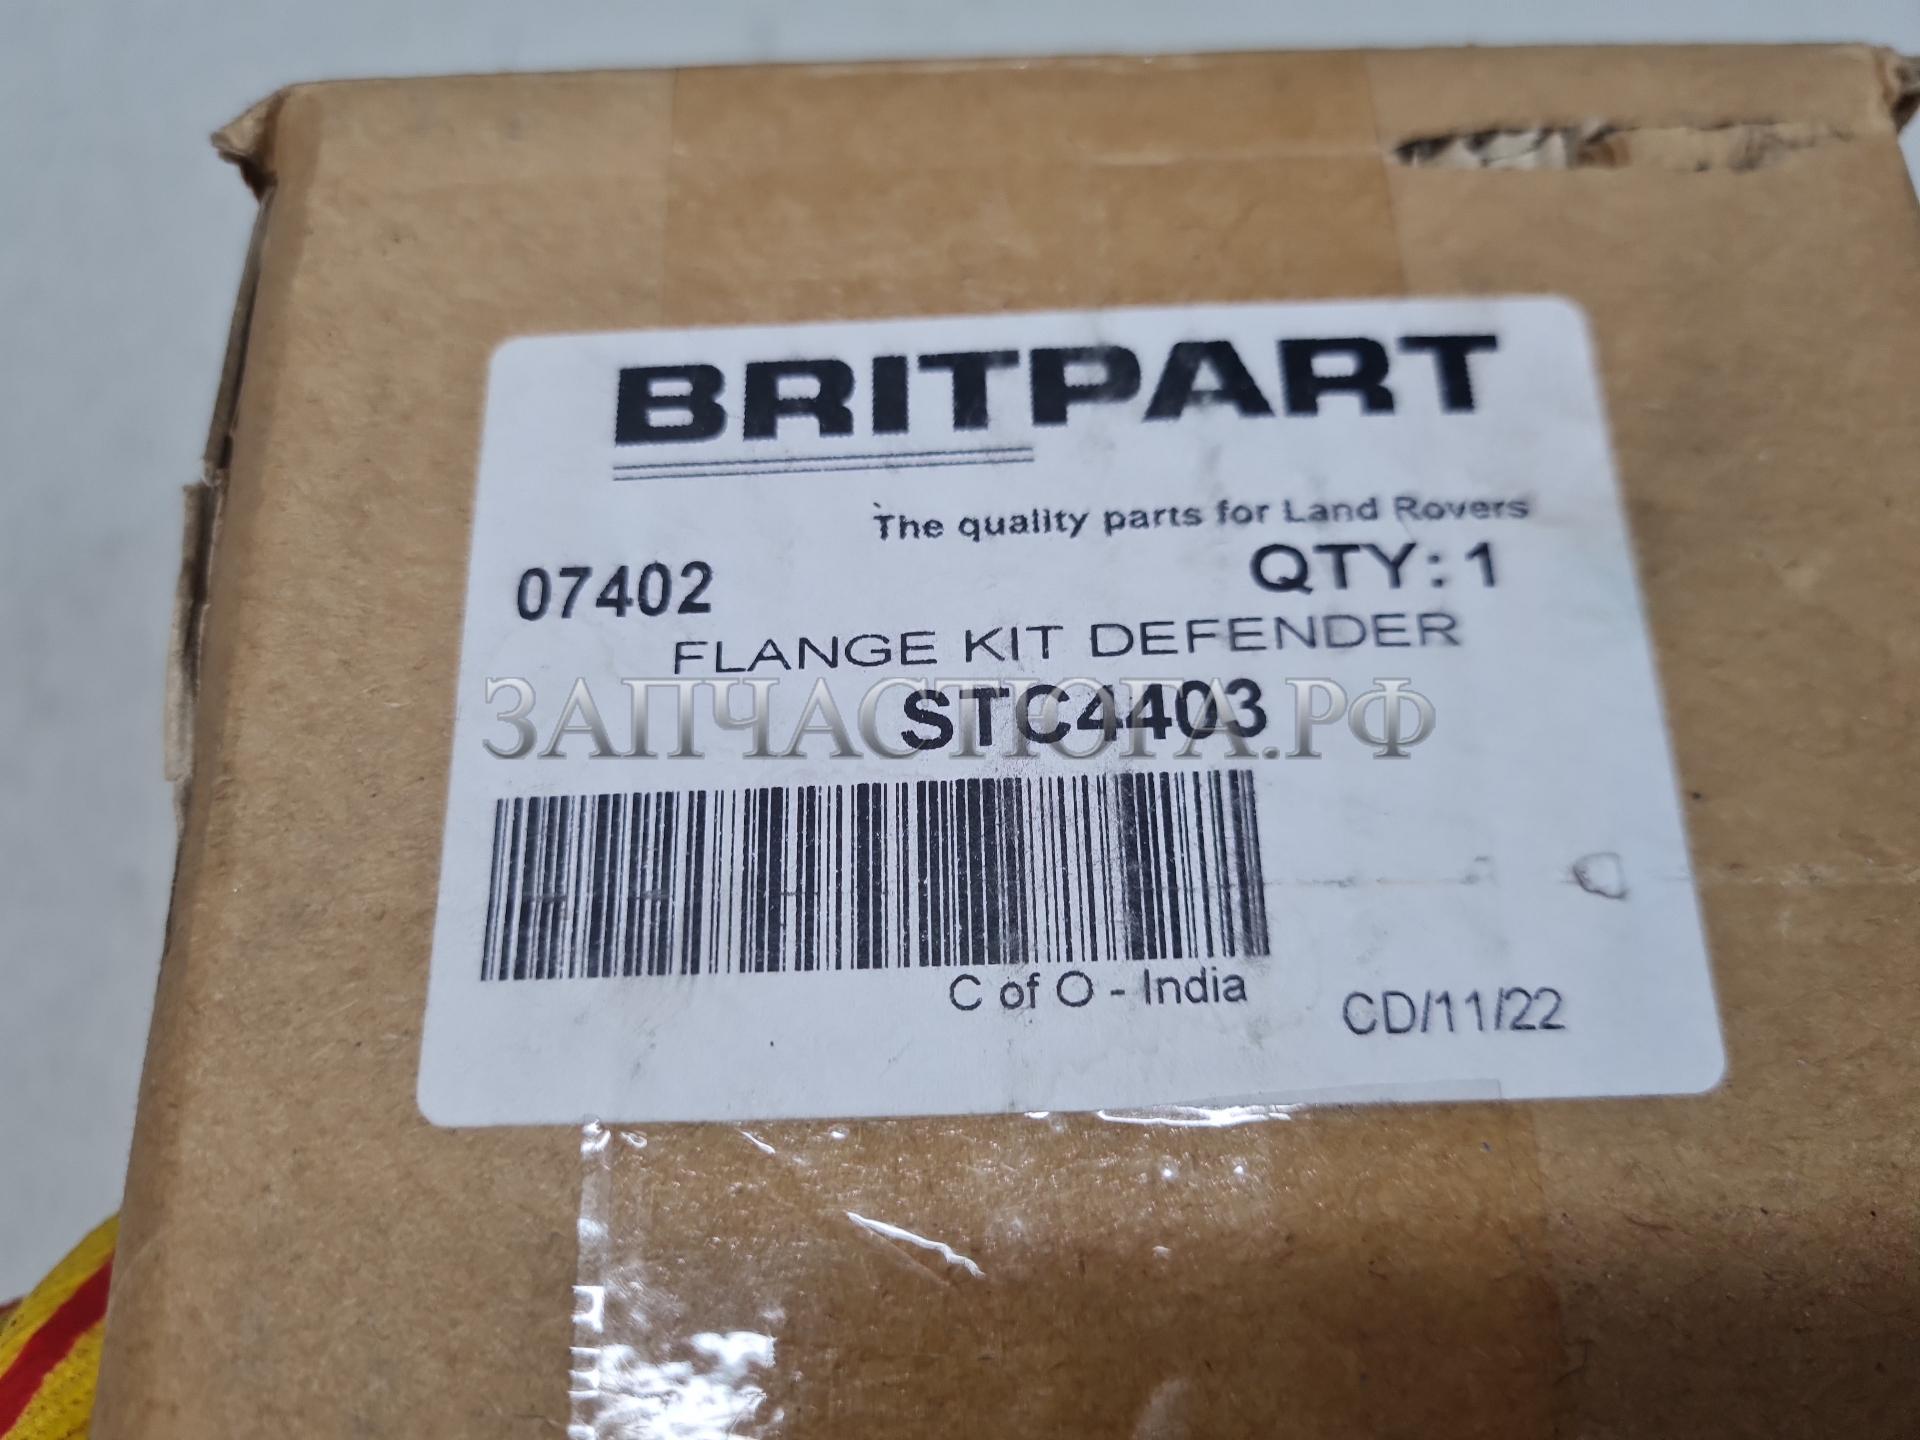 BRITPART
The quality parts for Land Rovers
07402 QTY: 1
FLANGE KIT DEFENDER
STC4403
ЗАПЧАСТЮГА.РФ
C of O - India
CD/11/22